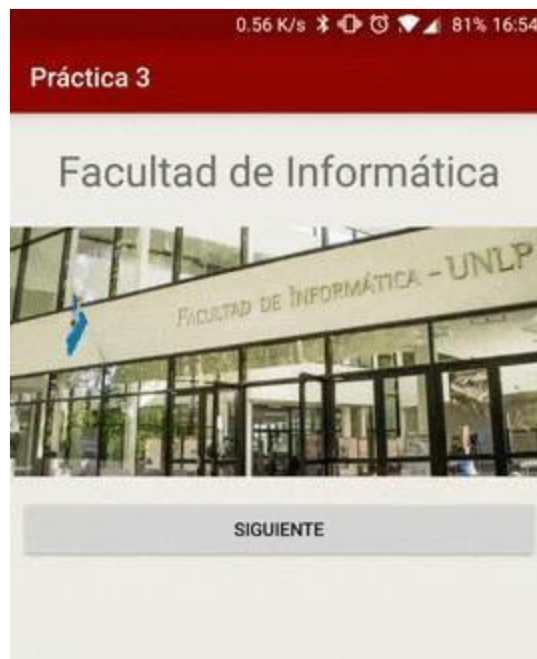 0.56 K/s 81% 16:54
Práctica 3
Facultad de Informática
FACULTAD DE INFORMÁTICA - UNLP
SIGUIENTE